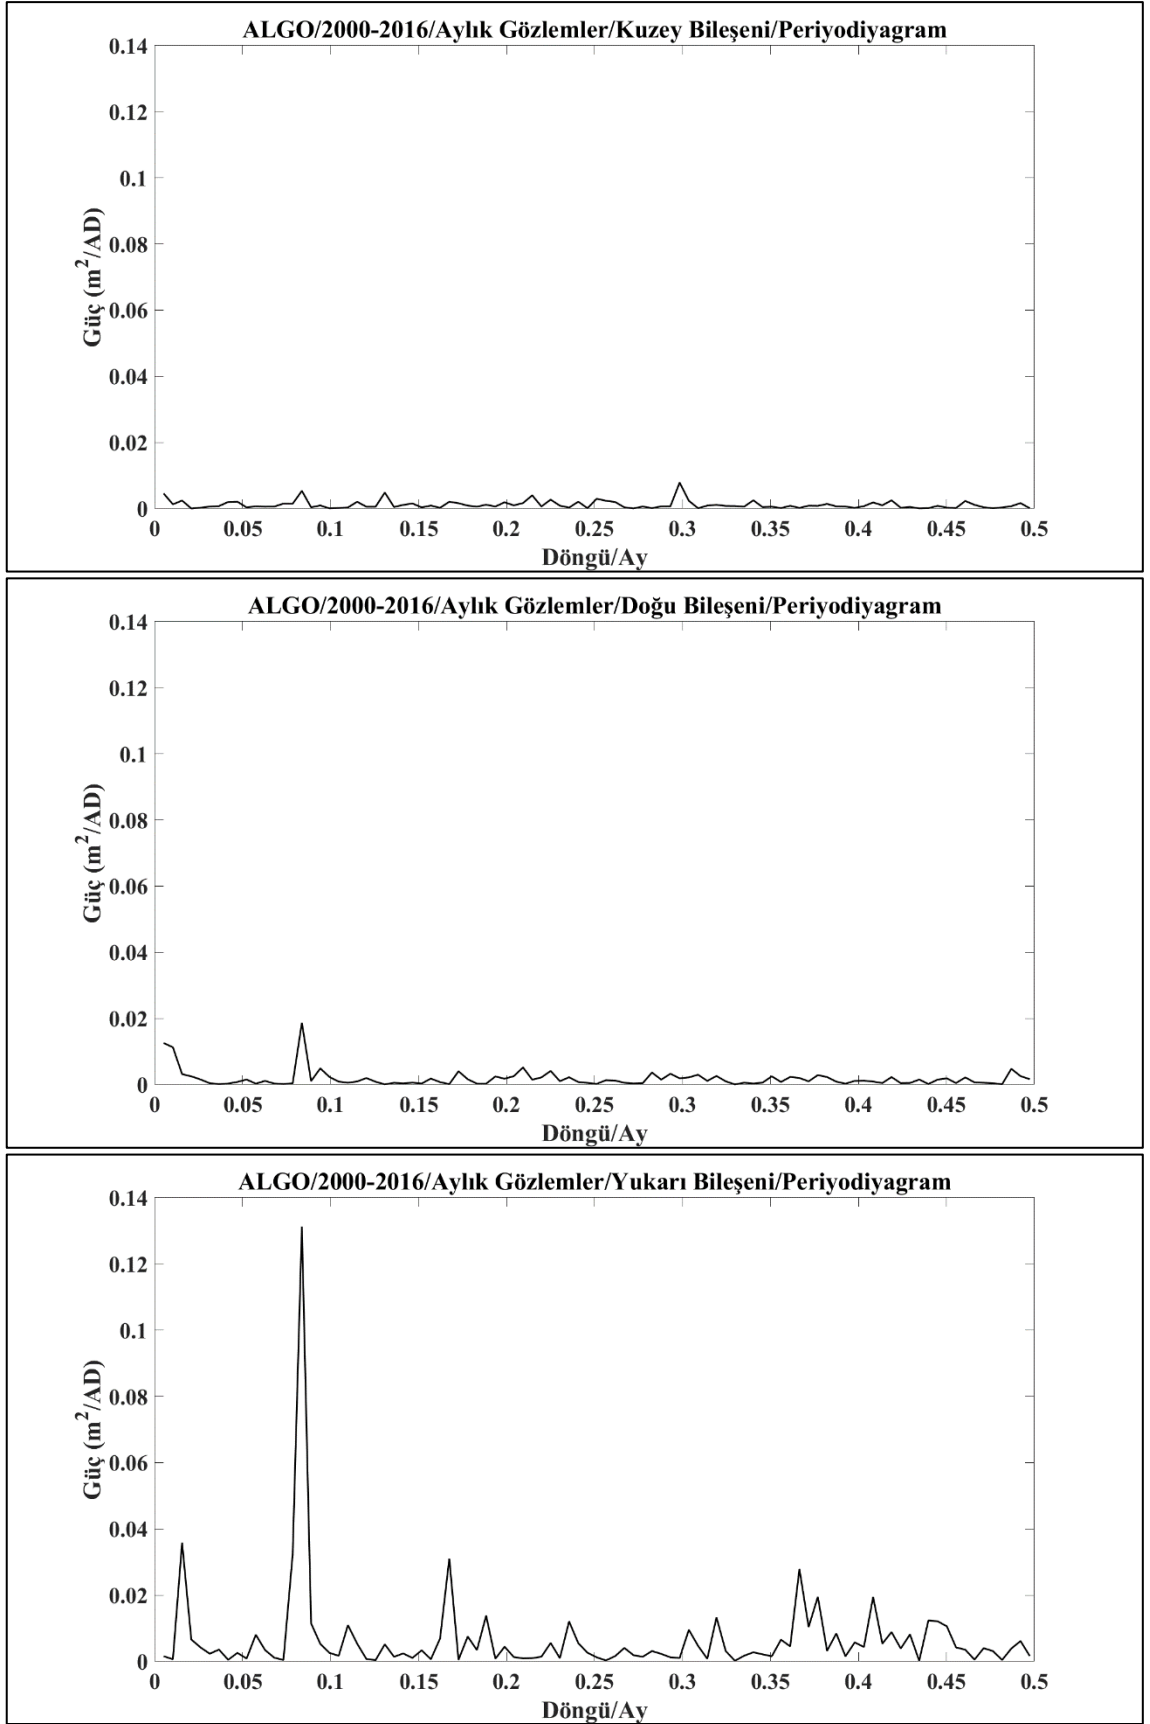 ALGO/2000-2016/Aylık Gözlemler/Kuzey Bileşeni/Periyodiyagram
0.14
0.12
0.1
0.08
0.06
0.04
0.02
0
Güç (m²/AD)
0 0.05 0.1 0.15 0.2 0.25 0.3 0.35 0.4 0.45 0.5
Döngü/Ay
ALGO/2000-2016/Aylık Gözlemler/Doğu Bileşeni/Periyodiyagram
0.14
0.12
0.1
0.08
0.06
0.04
0.02
0
Güç (m²/AD)
0 0.05 0.1 0.15 0.2 0.25 0.3 0.35 0.4 0.45 0.5
Döngü/Ay
ALGO/2000-2016/Aylık Gözlemler/Yukarı Bileşeni/Periyodiyagram
0.14
0.12
0.1
0.08
0.06
0.04
0.02
0
Güç (m²/AD)
0 0.05 0.1 0.15 0.2 0.25 0.3 0.35 0.4 0.45 0.5
Döngü/Ay